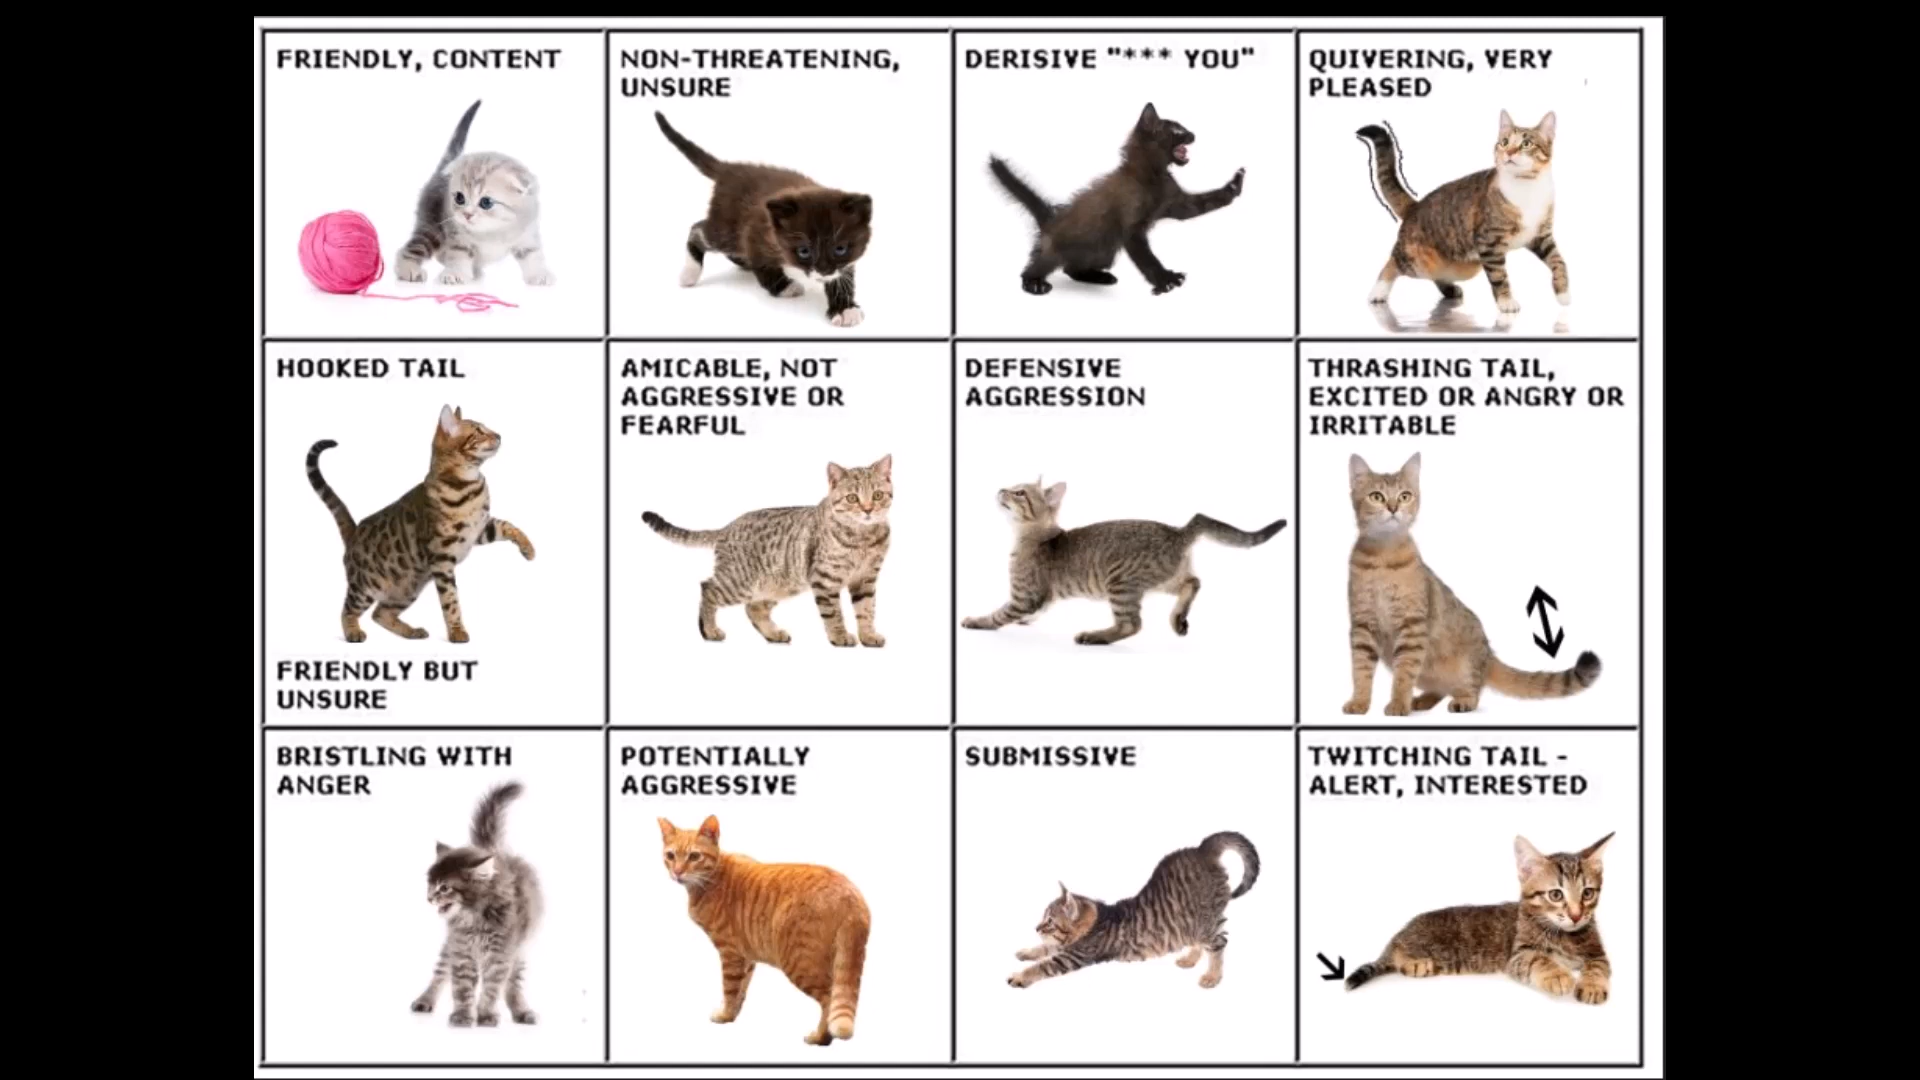 FRIENDLY, CONTENT
NON-THREATENING,
UNSURE
DERISIVE "*** YOU"
QUIVERING, VERY
PLEASED
HOOKED TAIL
FRIENDLY BUT
UNSURE
AMICABLE, NOT
AGGRESSIVE OR
FEARFUL
DEFENSIVE
AGGRESSION
THRASHING TAIL,
EXCITED OR ANGRY OR
IRRITABLE
BRISTLING WITH
ANGER
POTENTIALLY
AGGRESSIVE
SUBMISSIVE
TWITCHING TAIL -
ALERT, INTERESTED